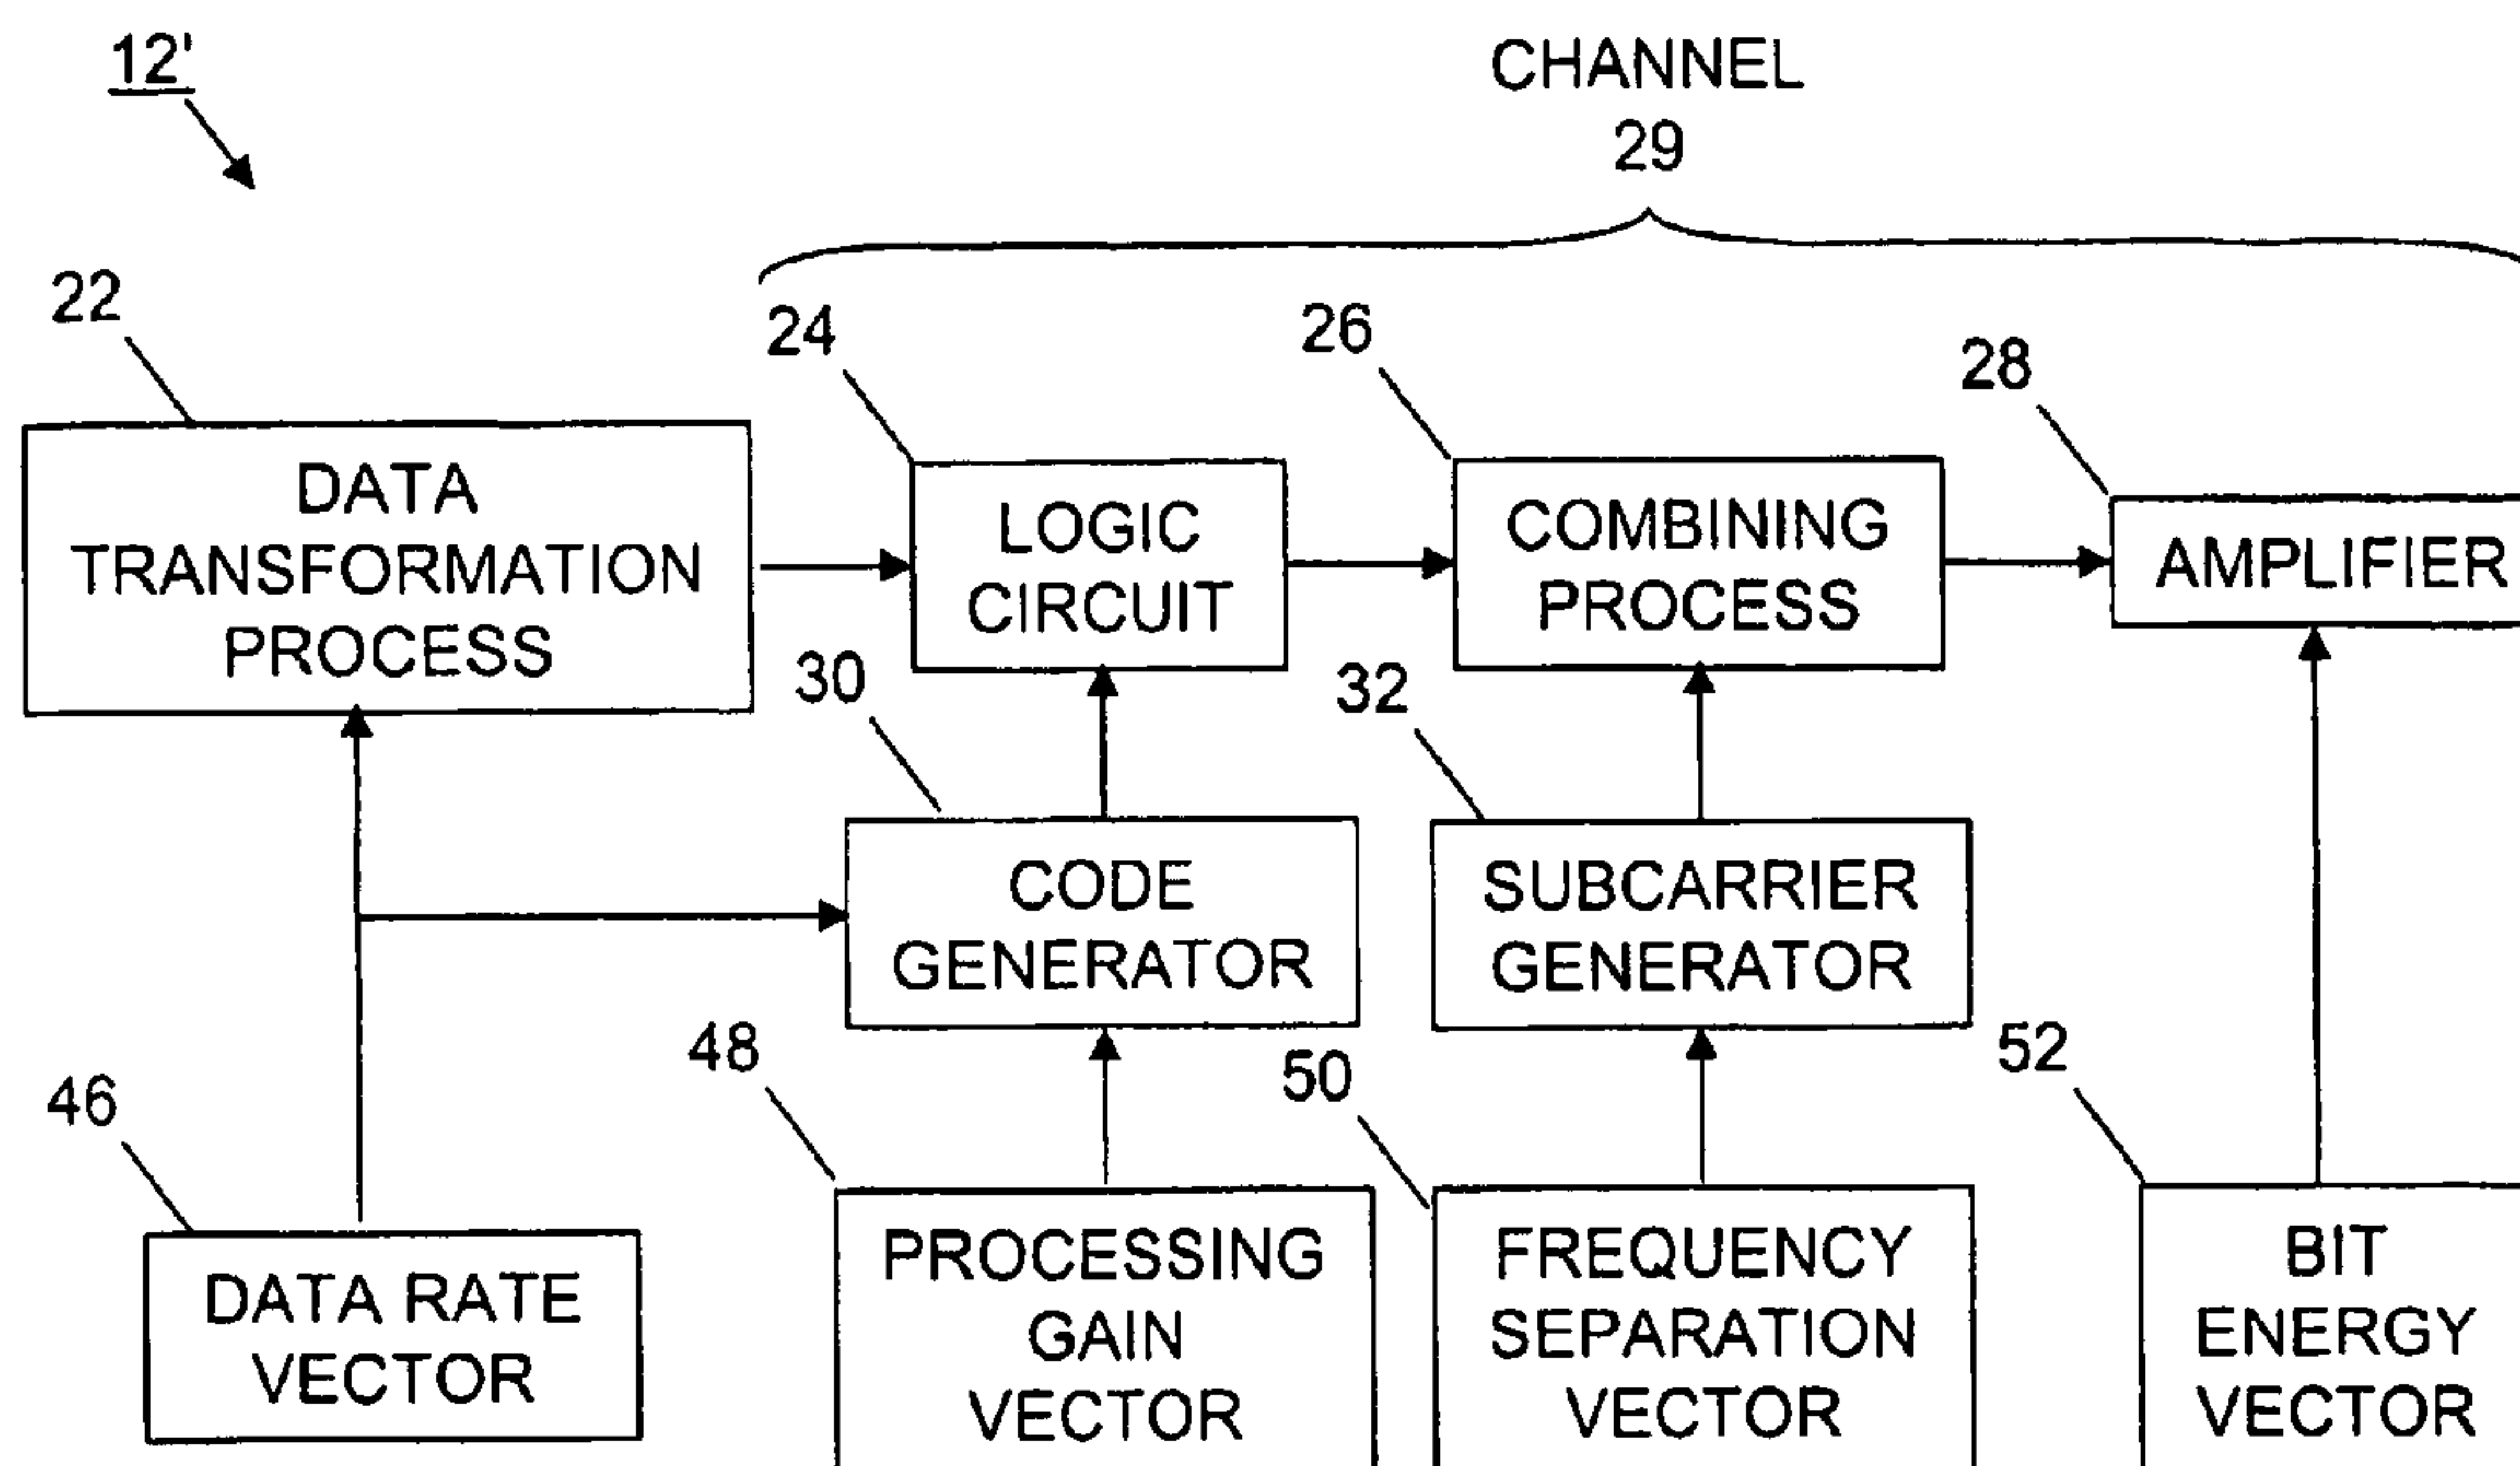 12'
CHANNEL
29
22
24
26
28
DATA
TRANSFORMATION
PROCESS
LOGIC
CIRCUIT
COMBINING
PROCESS
AMPLIFIER
30
32
CODE
GENERATOR
SUBCARRIER
GENERATOR
46
48
50
52
DATA RATE
VECTOR
PROCESSING
GAIN
VECTOR
FREQUENCY
SEPARATION
VECTOR
BIT
ENERGY
VECTOR